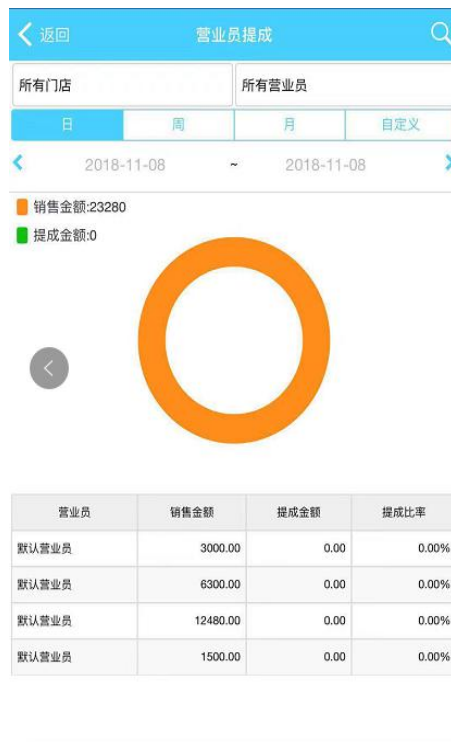 返回 营业员提成
所有门店 所有营业员
日 周 月 自定义
2018-11-08 ~ 2018-11-08
销售金额:23280
提成金额:0
营业员 销售金额 提成金额 提成比率
默认营业员 3000.00 0.00 0.00%
默认营业员 6300.00 0.00 0.00%
默认营业员 12480.00 0.00 0.00%
默认营业员 1500.00 0.00 0.00%